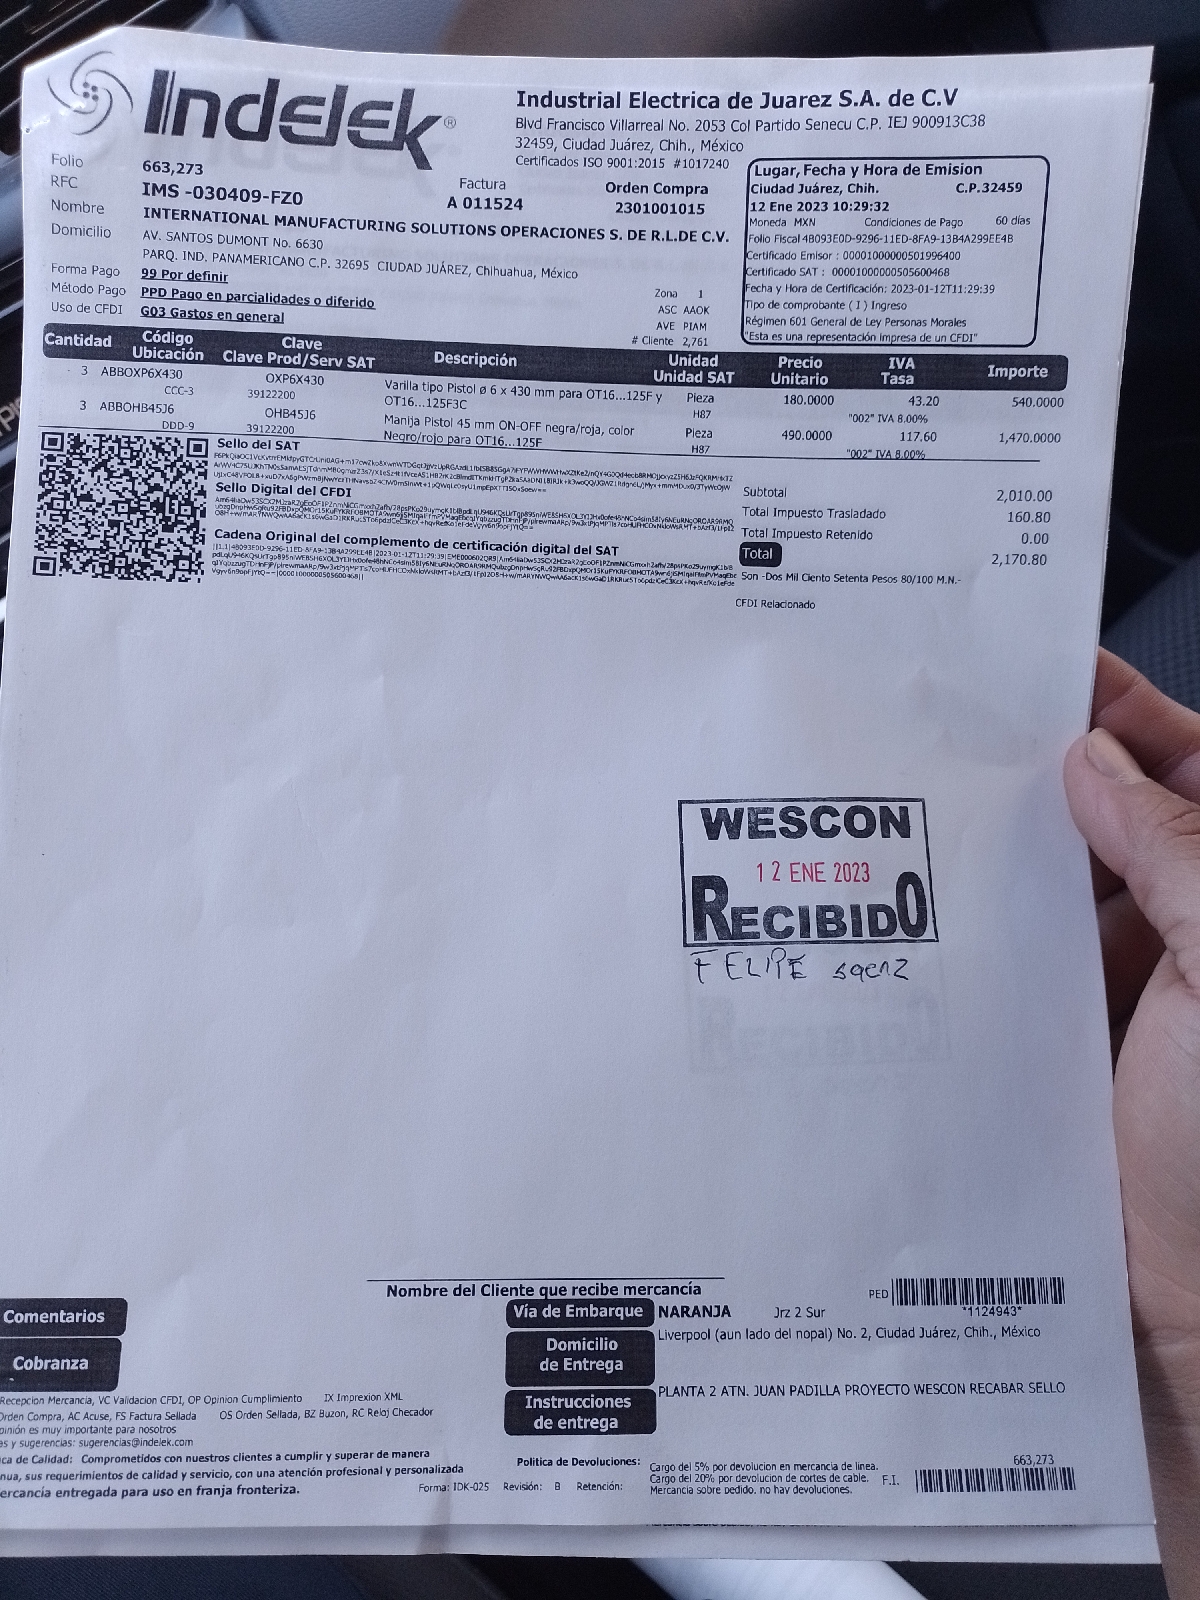 Indelek®
Industrial Electrica de Juarez S.A. de C.V
Blvd Francisco Villarreal No. 2053 Col Partido Senecu C.P. IEJ 900913C38
32459, Ciudad Juárez, Chih., México
Certificados ISO 9001:2015 #1017240
Folio 663,273
RFC IMS -030409-FZ0
Factura
A 011524
Orden Compra
2301001015
Nombre INTERNATIONAL MANUFACTURING SOLUTIONS OPERACIONES S. DE R.L.DE C.V.
Domicilio AV. SANTOS DUMONT No. 6630
PARQ. IND. PANAMERICANO C.P. 32695 CIUDAD JUÁREZ, Chihuahua, México
Forma Pago 99 Por definir
Método Pago PPD Pago en parcialidades o diferido
Uso de CFDI G03 Gastos en general
Zona 1
ASC AAOK
AVE PIAM
# Cliente 2,761
Lugar, Fecha y Hora de Emision
Ciudad Juárez, Chih. C.P.32459
12 Ene 2023 10:29:32
Moneda MXN Condiciones de Pago 60 días
Folio Fiscal 4B093E0D-9296-11ED-8FA9-13B4A299EE4B
Certificado Emisor : 00001000000501996400
Certificado SAT : 00001000000505600468
Fecha y Hora de Certificación: 2023-01-12T11:29:39
Tipo de comprobante ( I ) Ingreso
Régimen 601 General de Ley Personas Morales
"Esta es una representación impresa de un CFDI"
Cantidad Código Ubicación Clave Clave Prod/Serv SAT Descripción Unidad Unidad SAT Precio Unitario IVA Tasa Importe
3 ABBOXP6X430 OXP6X430 Varilla tipo Pistol ø 6 x 430 mm para OT16...125F y Pieza 180.0000 43.20 540.0000
CCC-3 39122200 OT16...125F3C H87 "002" IVA 8.00%
3 ABBOHB45J6 OHB45J6 Manija Pistol 45 mm ON-OFF negra/roja, color Pieza 490.0000 117.60 1,470.0000
DDD-9 39122200 Negro/rojo para OT16...125F H87 "002" IVA 8.00%
Sello del SAT
Sello Digital del CFDI
Cadena Original del complemento de certificación digital del SAT
Subtotal 2,010.00
Total Impuesto Trasladado 160.80
Total Impuesto Retenido 0.00
Total 2,170.80
Son -Dos Mil Ciento Setenta Pesos 80/100 M.N.-
CFDI Relacionado
WESCON
12 ENE 2023
RECIBIDO
FELIPE saenz
Nombre del Cliente que recibe mercancía
PED
*1124943*
Comentarios
Cobranza
Vía de Embarque NARANJA Jrz 2 Sur
Domicilio de Entrega Liverpool (aun lado del nopal) No. 2, Ciudad Juárez, Chih., México
Instrucciones de entrega PLANTA 2 ATN. JUAN PADILLA PROYECTO WESCON RECABAR SELLO
Recepcion Mercancia, VC Validacion CFDI, OP Opinion Cumplimiento IX Imprexion XML
Orden Compra, AC Acuse, FS Factura Sellada OS Orden Sellada, BZ Buzon, RC Reloj Checador
pinión es muy importante para nosotros
as y sugerencias: sugerencias@indelek.com
ica de Calidad: Comprometidos con nuestros clientes a cumplir y superar de manera
nua, sus requerimientos de calidad y servicio, con una atención profesional y personalizada
ercancía entregada para uso en franja fronteriza.
Forma: IDK-025 Revisión: B Retención:
Politica de Devoluciones: Cargo del 5% por devolucion en mercancia de linea.
Cargo del 20% por devolucion de cortes de cable.
Mercancia sobre pedido, no hay devoluciones.
F.I.
663,273